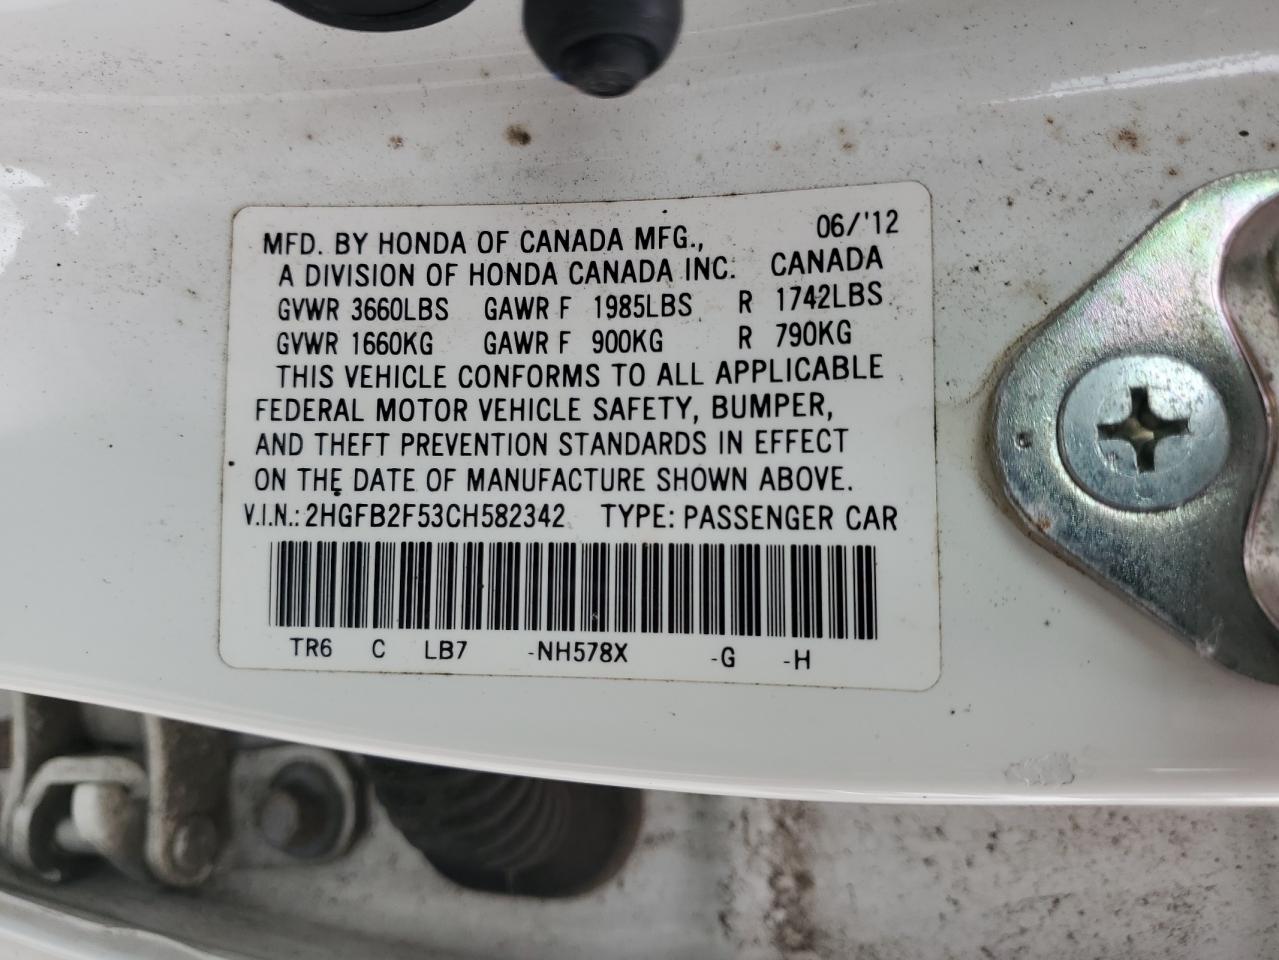 MFD. BY HONDA OF CANADA MFG., 06/'12
A DIVISION OF HONDA CANADA INC. CANADA
GVWR 3660LBS GAWR F 1985LBS R 1742LBS
GVWR 1660KG GAWR F 900KG R 790KG
THIS VEHICLE CONFORMS TO ALL APPLICABLE
FEDERAL MOTOR VEHICLE SAFETY, BUMPER,
AND THEFT PREVENTION STANDARDS IN EFFECT
ON THE DATE OF MANUFACTURE SHOWN ABOVE.
V.I.N.: 2HGFB2F53CH582342 TYPE: PASSENGER CAR
TR6 C LB7 -NH578X -G -H